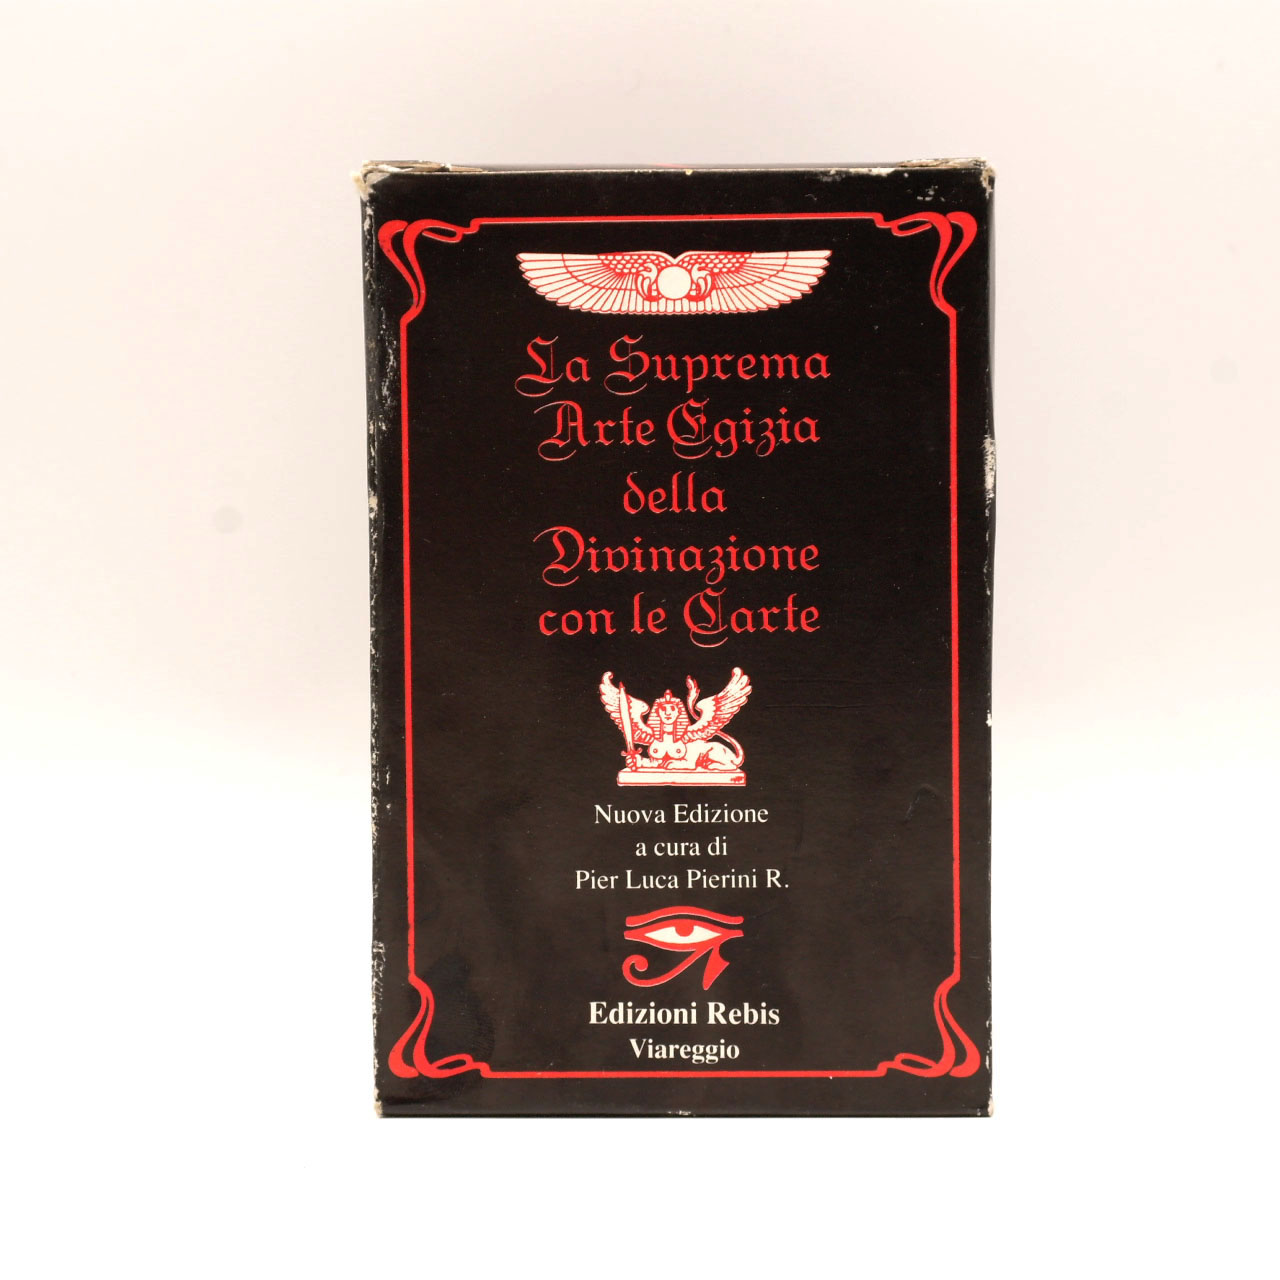 La Suprema
Arte Egizia
della
Divinazione
con le Carte
Nuova Edizione
a cura di
Pier Luca Pierini R.
Edizioni Rebis
Viareggio